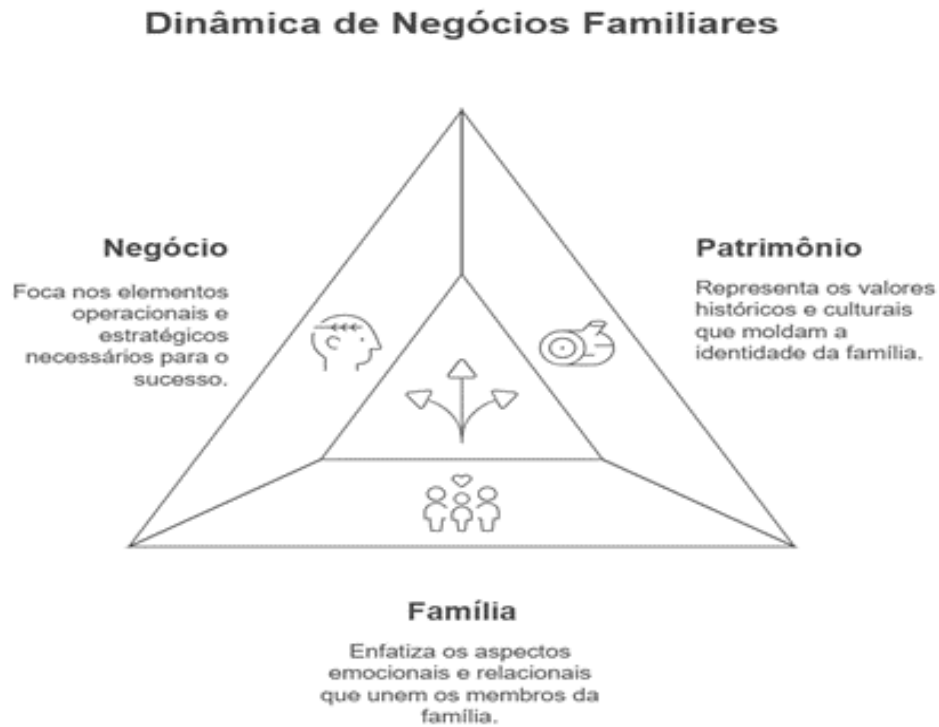 Dinâmica de Negócios Familiares
Negócio
Foca nos elementos
operacionais e
estratégicos
necessários para o
sucesso.
Patrimônio
Representa os valores
históricos e culturais
que moldam a
identidade da família.
Família
Enfatiza os aspectos
emocionais e relacionais
que unem os membros da
família.